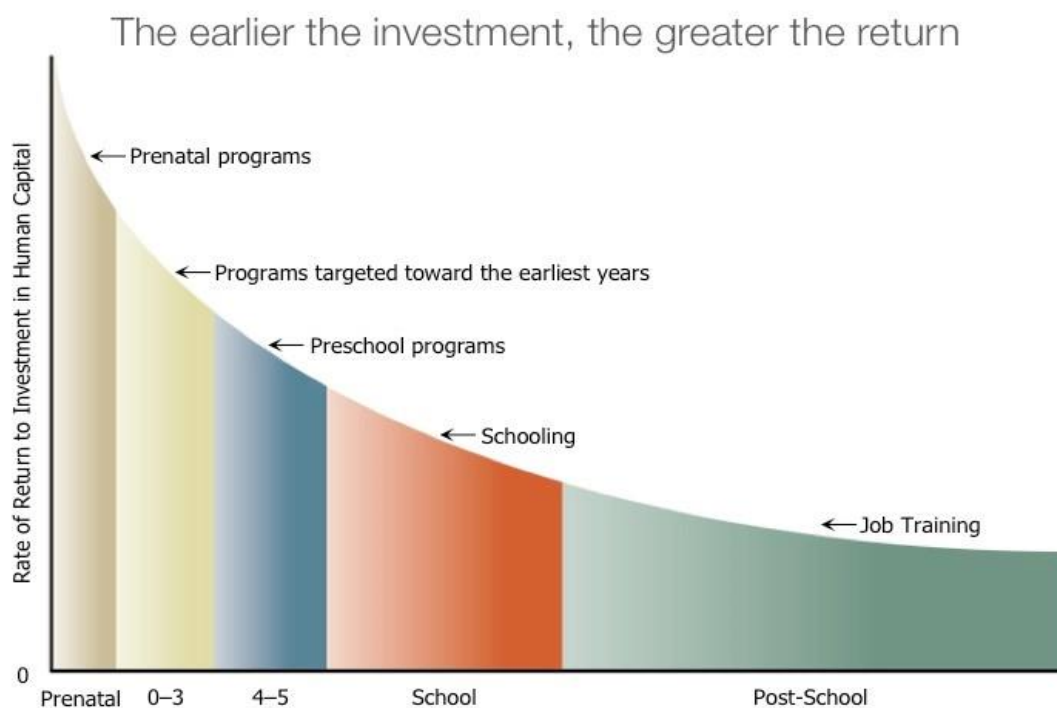 The earlier the investment, the greater the return
Rate of Return to Investment in Human Capital
Prenatal programs
Programs targeted toward the earliest years
Preschool programs
Schooling
Job Training
0
Prenatal
0–3
4–5
School
Post-School